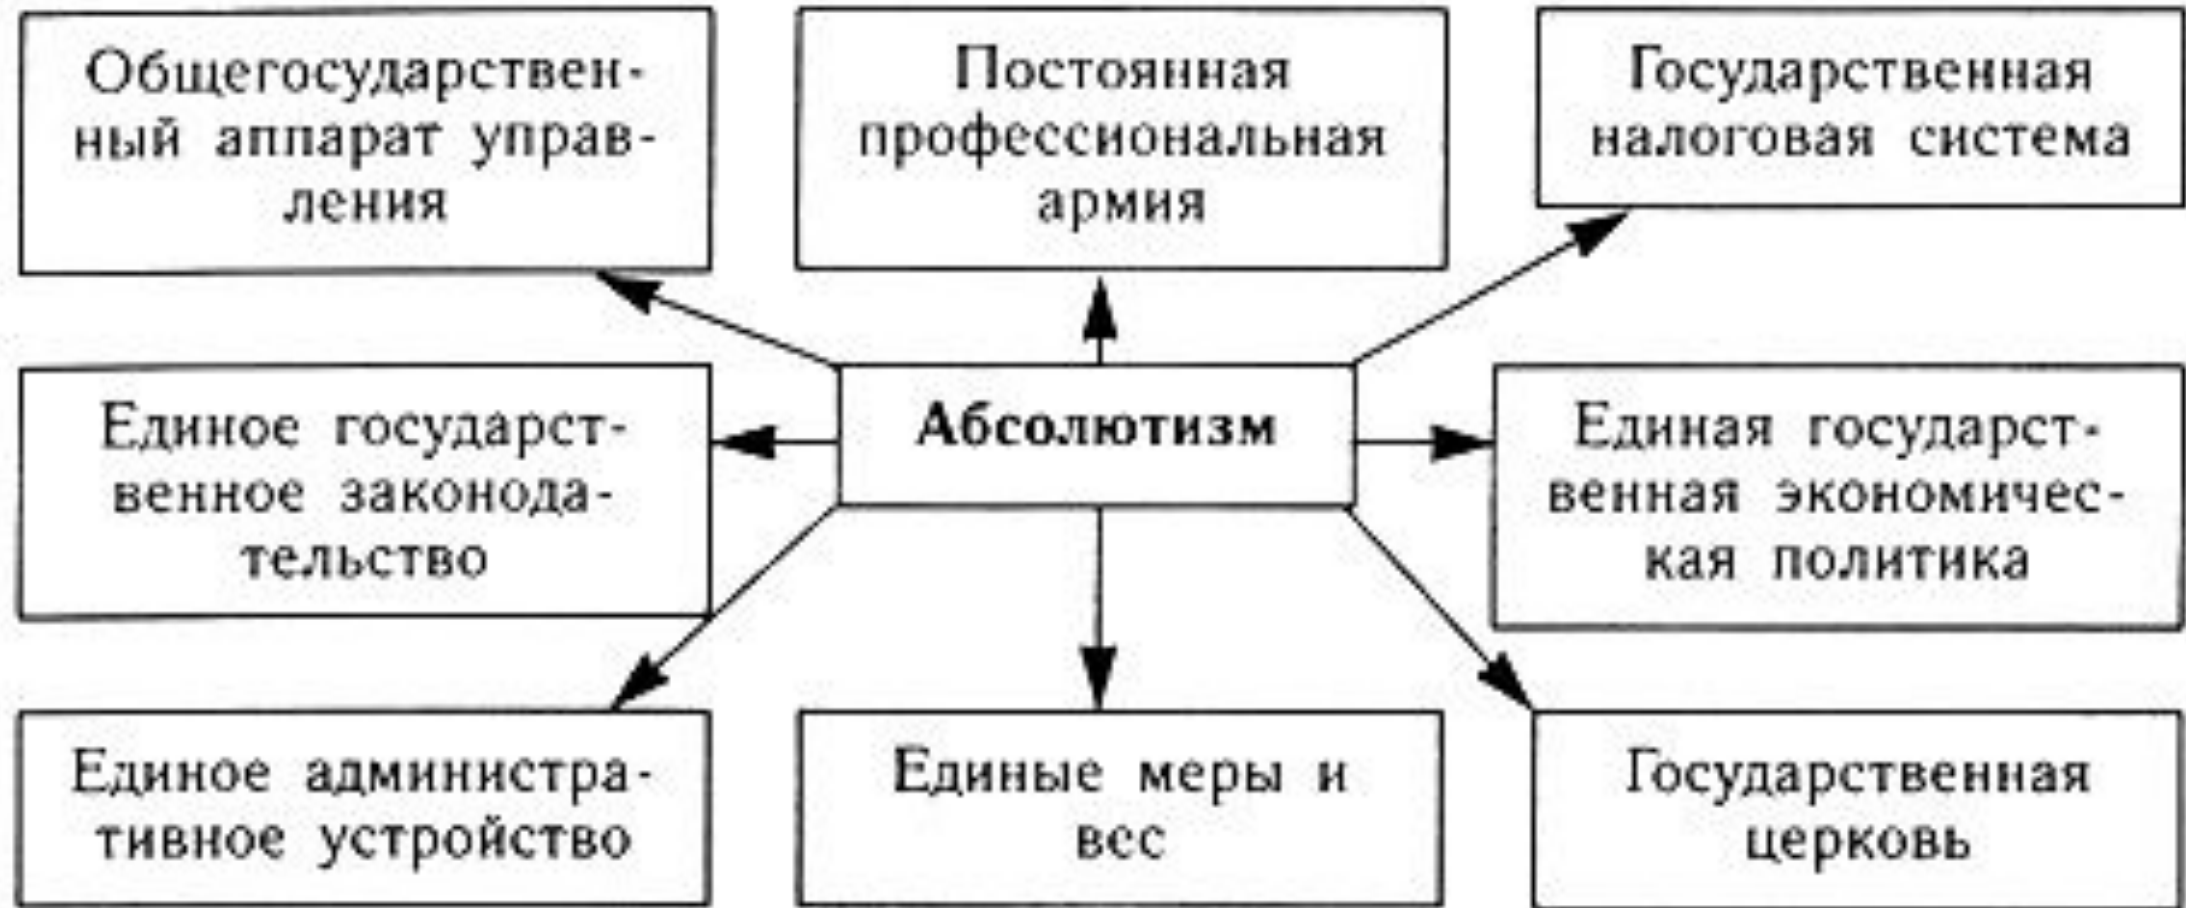 Общегосударствен-
ный аппарат управ-
ления
Постоянная
профессиональная
армия
Государственная
налоговая система
Единое государст-
венное законода-
тельство
Абсолютизм
Единая государст-
венная экономичес-
кая политика
Единое администра-
тивное устройство
Единые меры и
вес
Государственная
церковь